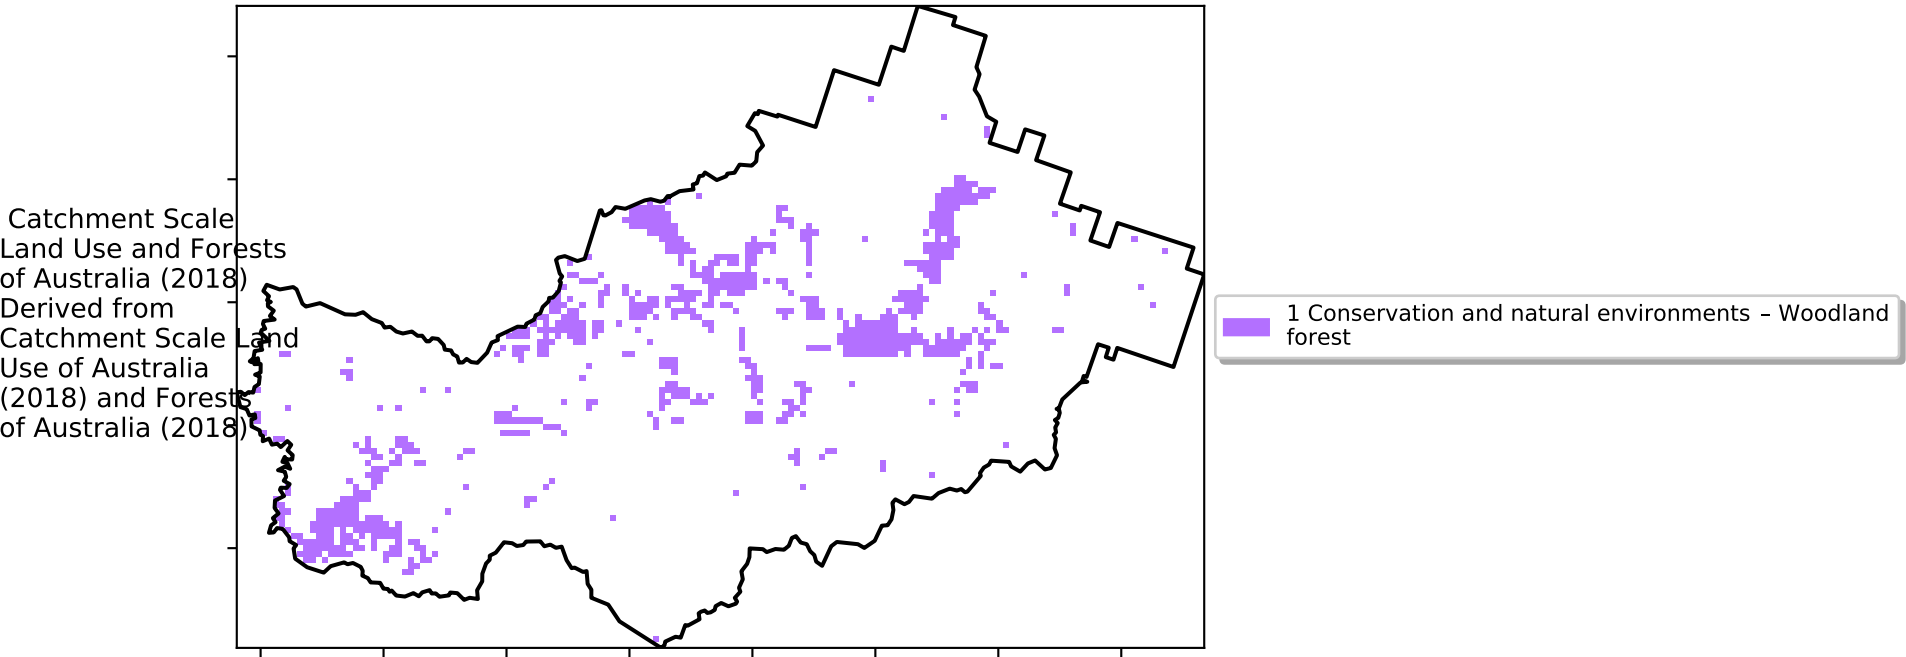 Catchment Scale
Land Use and Forests
of Australia (2018)
Derived from
Catchment Scale Land
Use of Australia
(2018) and Forests
of Australia (2018)
1 Conservation and natural environments – Woodland
forest